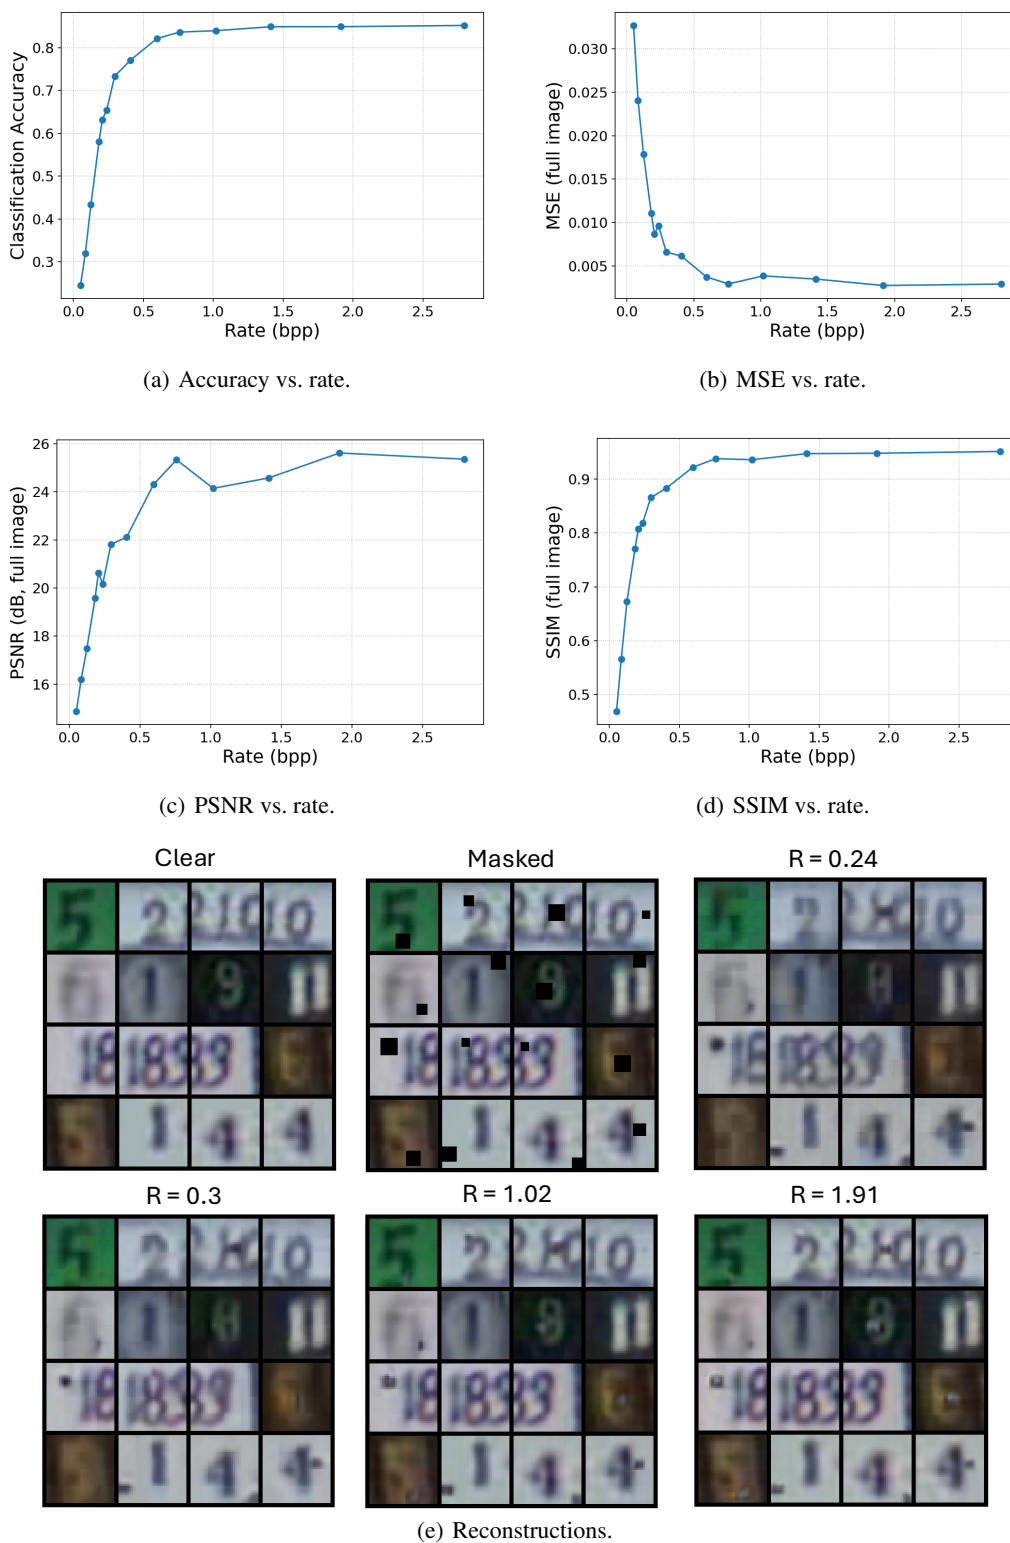 0.8
0.7
0.6
0.5
0.4
0.3
Classification Accuracy
0.0 0.5 1.0 1.5 2.0 2.5
Rate (bpp)
(a) Accuracy vs. rate.
0.030
0.025
0.020
0.015
0.010
0.005
MSE (full image)
0.0 0.5 1.0 1.5 2.0 2.5
Rate (bpp)
(b) MSE vs. rate.
26
24
22
20
18
16
PSNR (dB, full image)
0.0 0.5 1.0 1.5 2.0 2.5
Rate (bpp)
(c) PSNR vs. rate.
0.9
0.8
0.7
0.6
0.5
SSIM (full image)
0.0 0.5 1.0 1.5 2.0 2.5
Rate (bpp)
(d) SSIM vs. rate.
Clear Masked R = 0.24
R = 0.3 R = 1.02 R = 1.91
(e) Reconstructions.